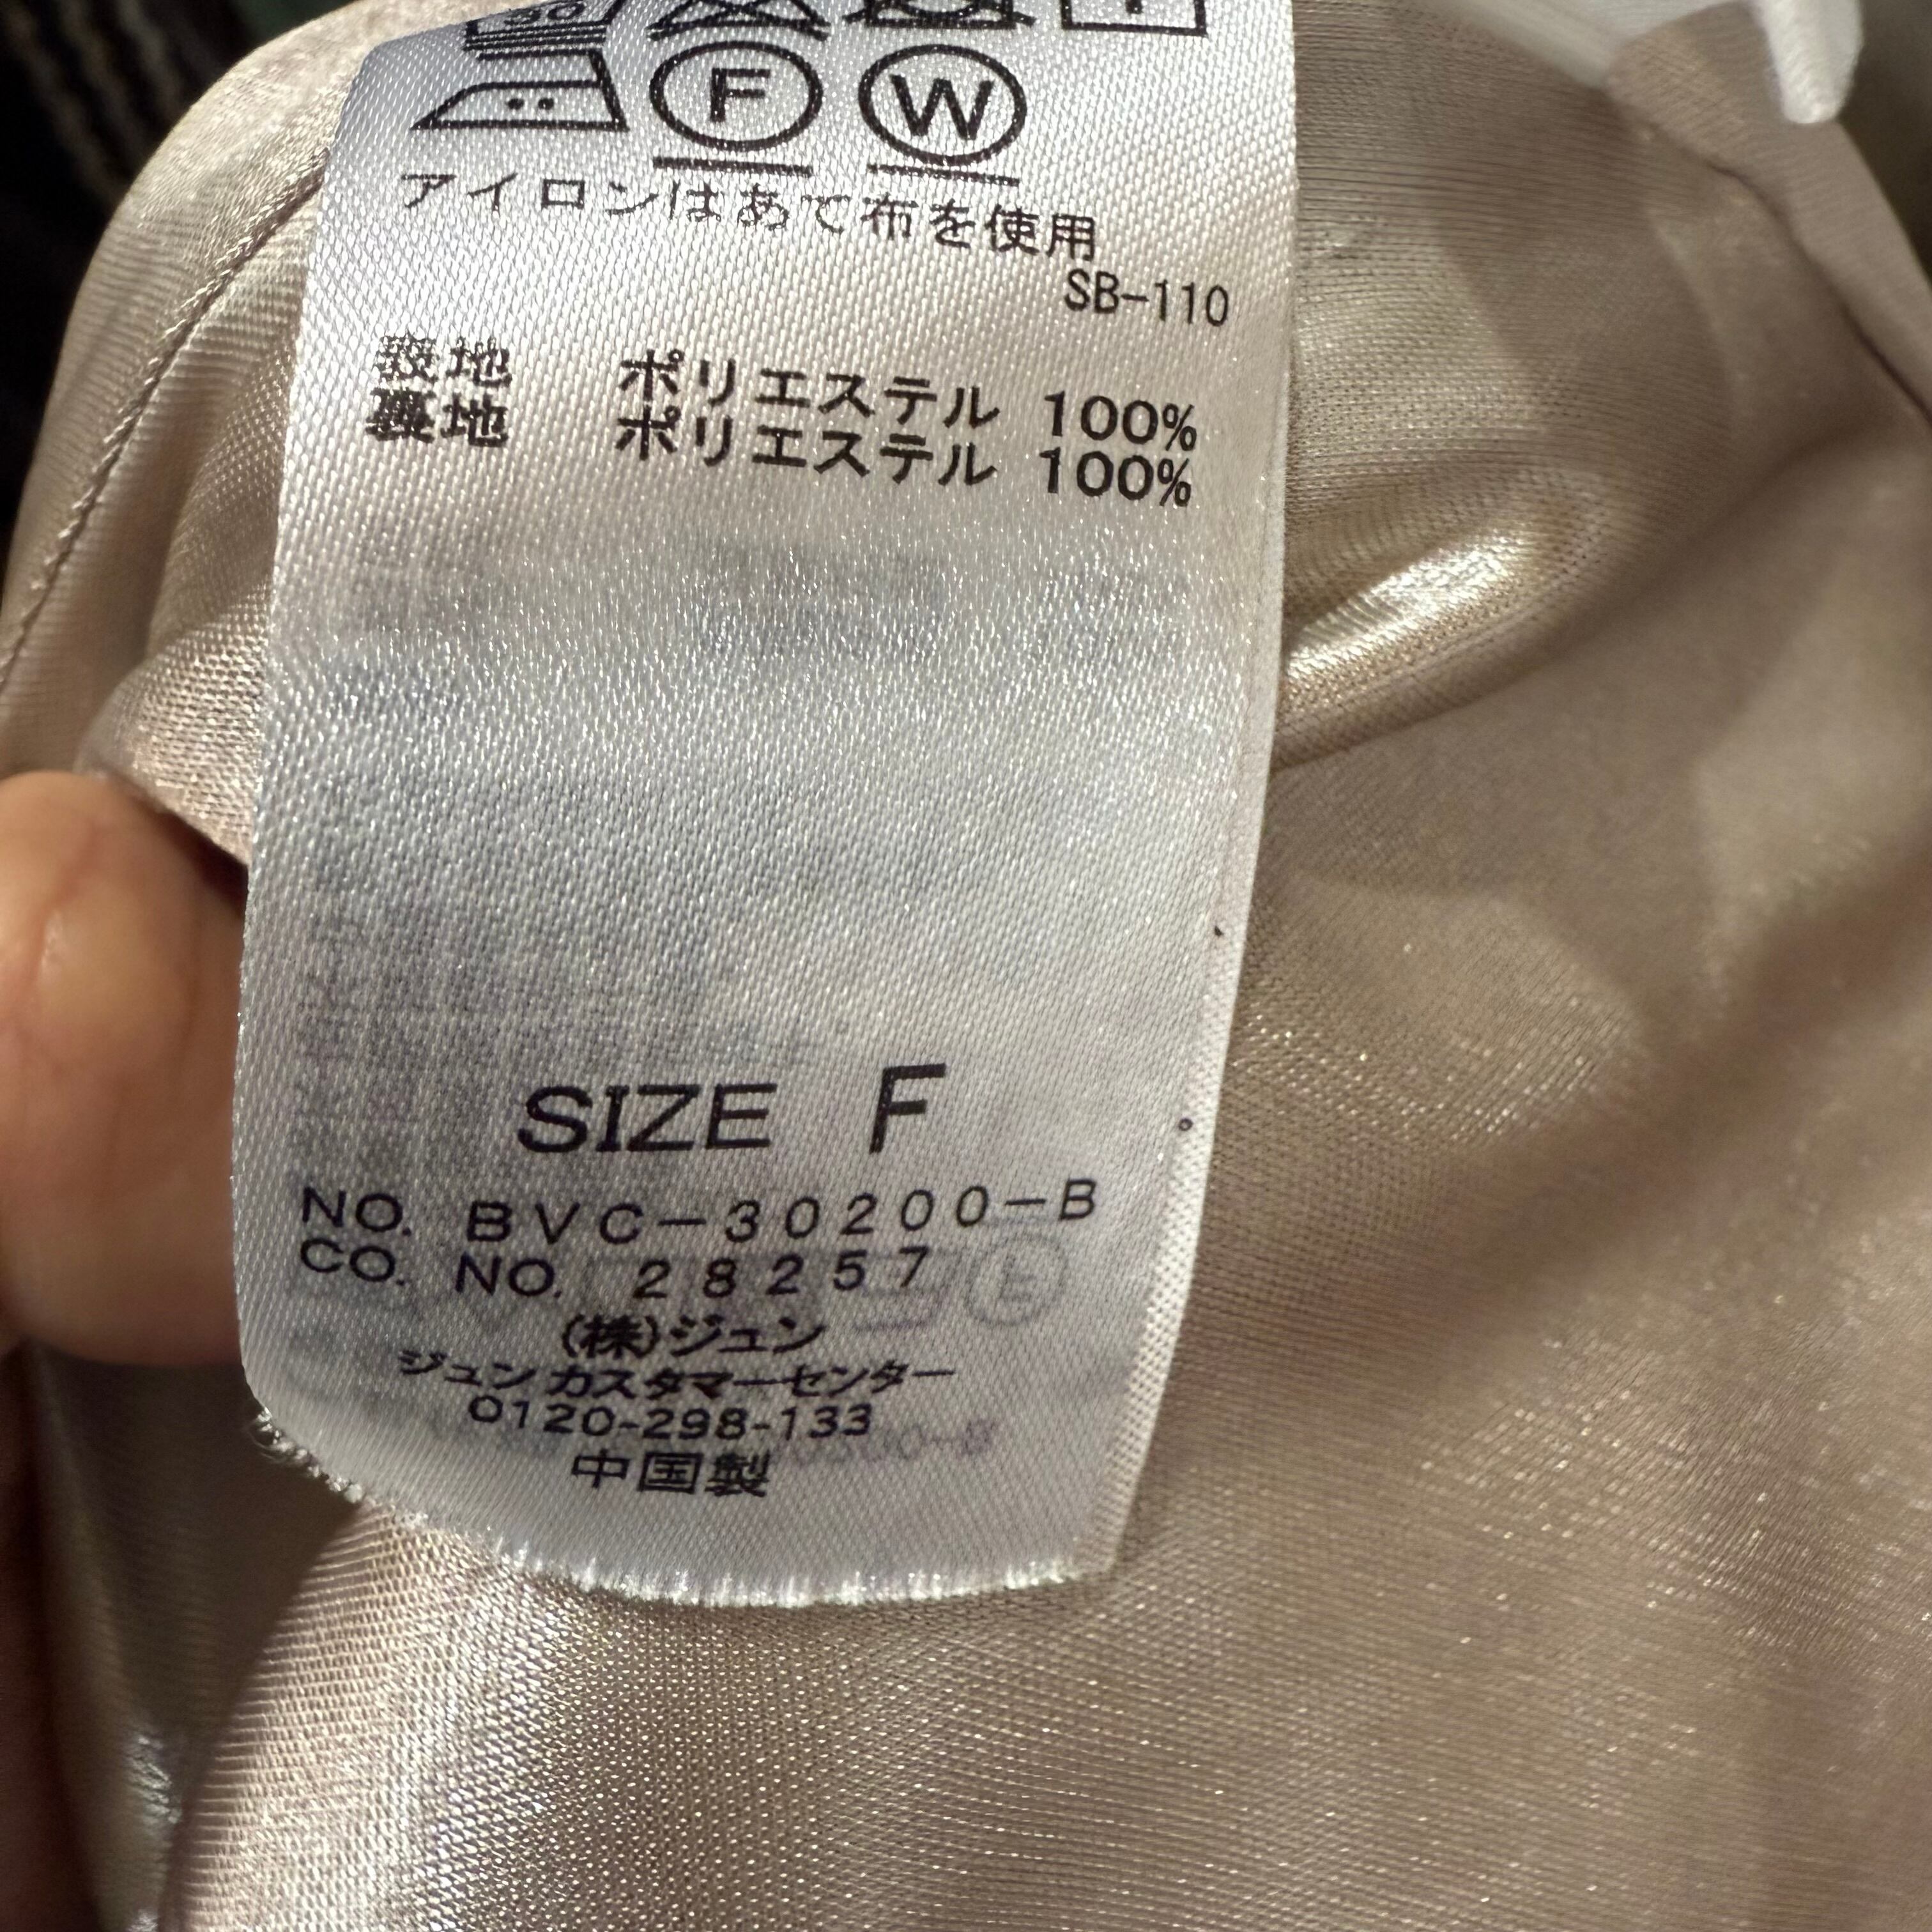 30
F W
アイロンはあて布を使用
SB-110
表地 ポリエステル 100%
裏地 ポリエステル 100%
SIZE F
NO. BVC-30200-B
CO. NO. 28257
(株)ジュン
ジュン カスタマーセンター
0120-298-133
中国製